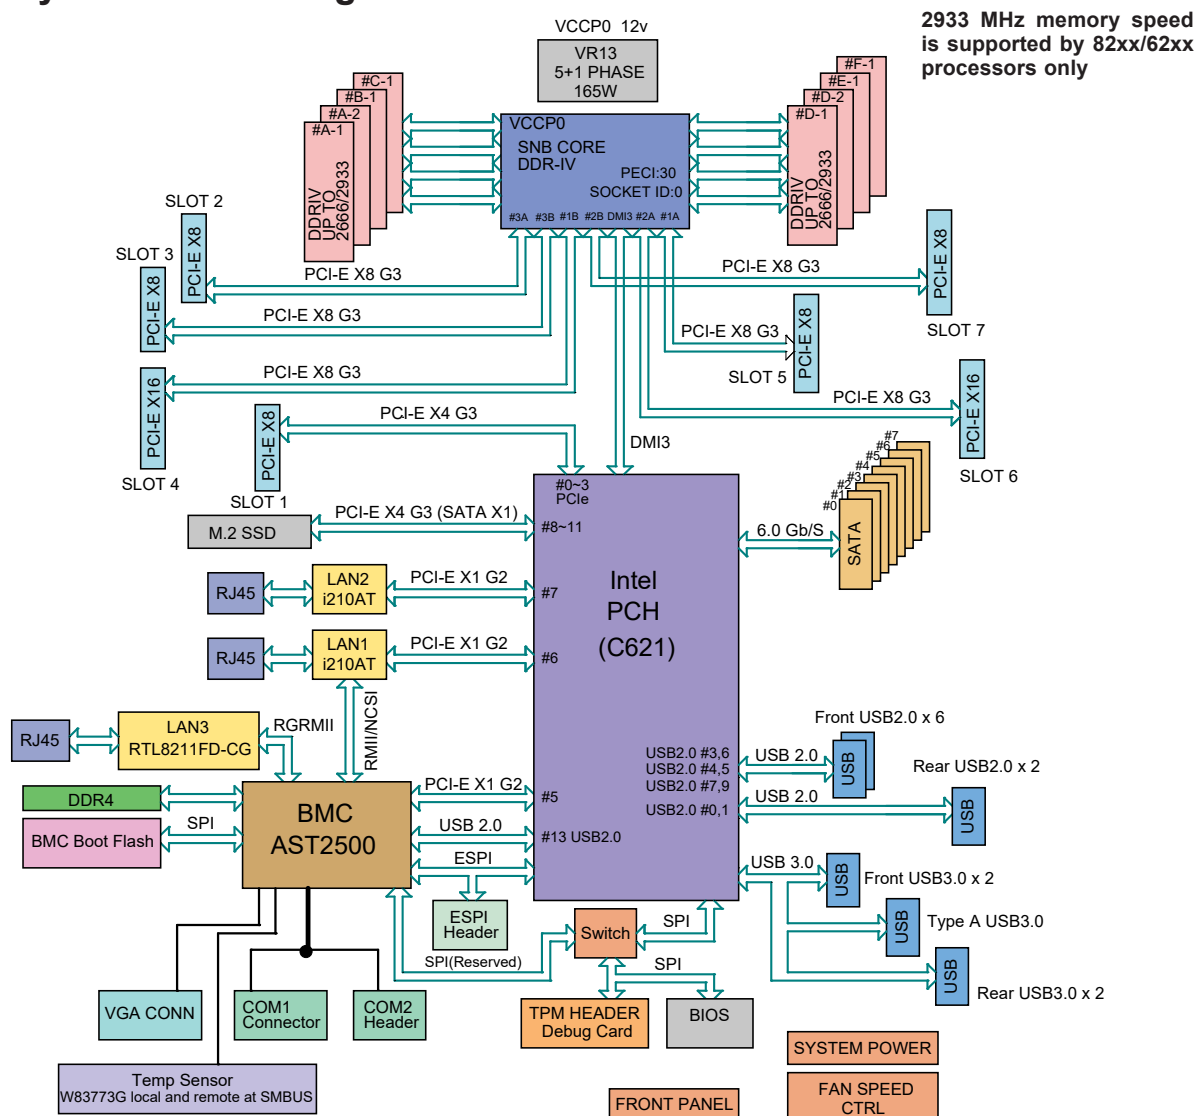 2933 MHz memory speed
is supported by 82xx/62xx
processors only
VCCP0 12v
VR13
5+1 PHASE
165W
#C-1
#B-1
#A-2
#A-1
DDRIV
UP TO
2666/2933
#F-1
#E-1
#D-2
#D-1
DDRIV
UP TO
2666/2933
VCCP0
SNB CORE
DDR-IV
PECI:30
SOCKET ID:0
#3A #3B #1B #2B DMI3 #2A #1A
SLOT 2
PCI-E X8
PCI-E X8 G3
SLOT 3
PCI-E X8
PCI-E X8 G3
PCI-E X16
SLOT 4
PCI-E X8 G3
PCI-E X8
SLOT 1
PCI-E X4 G3
PCI-E X8 G3
PCI-E X8
SLOT 7
PCI-E X8 G3
PCI-E X8
SLOT 5
PCI-E X8 G3
PCI-E X16
SLOT 6
DMI3
#0~3
PCIe
M.2 SSD
PCI-E X4 G3 (SATA X1)
#8~11
Intel
PCH
(C621)
6.0 Gb/S
#7
#6
#5
#4
#3
#2
#1
#0
SATA
RJ45
LAN2
i210AT
PCI-E X1 G2
#7
RJ45
LAN1
i210AT
PCI-E X1 G2
#6
RMII/NCSI
RJ45
LAN3
RTL8211FD-CG
RGRMII
DDR4
BMC Boot Flash
SPI
BMC
AST2500
PCI-E X1 G2
#5
USB 2.0
#13 USB2.0
ESPI
ESPI
Header
USB2.0 #3,6
USB2.0 #4,5
USB2.0 #7,9
USB2.0 #0,1
Front USB2.0 x 6
USB 2.0
USB
Rear USB2.0 x 2
USB 2.0
USB
USB 3.0
USB
Front USB3.0 x 2
USB
Type A USB3.0
USB
Rear USB3.0 x 2
Switch
SPI
SPI(Reserved)
SPI
TPM HEADER
Debug Card
BIOS
VGA CONN
COM1
Connector
COM2
Header
Temp Sensor
W83773G local and remote at SMBUS
SYSTEM POWER
FRONT PANEL
FAN SPEED
CTRL